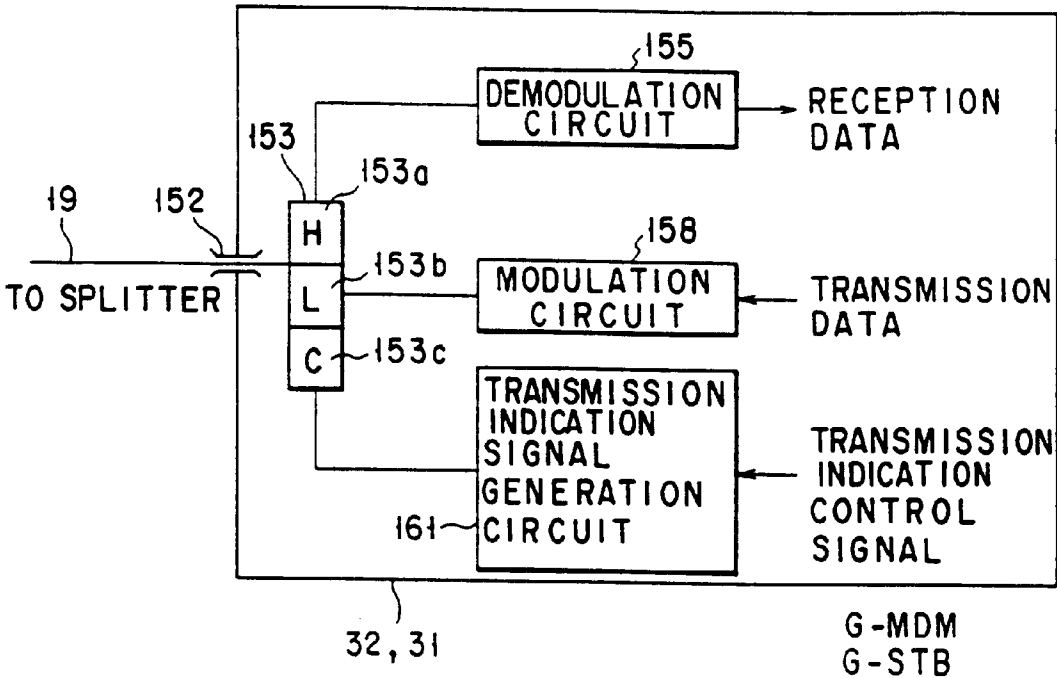 155
DEMODULATION
CIRCUIT
RECEPTION
DATA
153
153a
H
19
152
TO SPLITTER
153b
L
158
MODULATION
CIRCUIT
TRANSMISSION
DATA
153c
C
TRANSMISSION
INDICATION
SIGNAL
GENERATION
CIRCUIT
161
TRANSMISSION
INDICATION
CONTROL
SIGNAL
32,31
G-MDM
G-STB